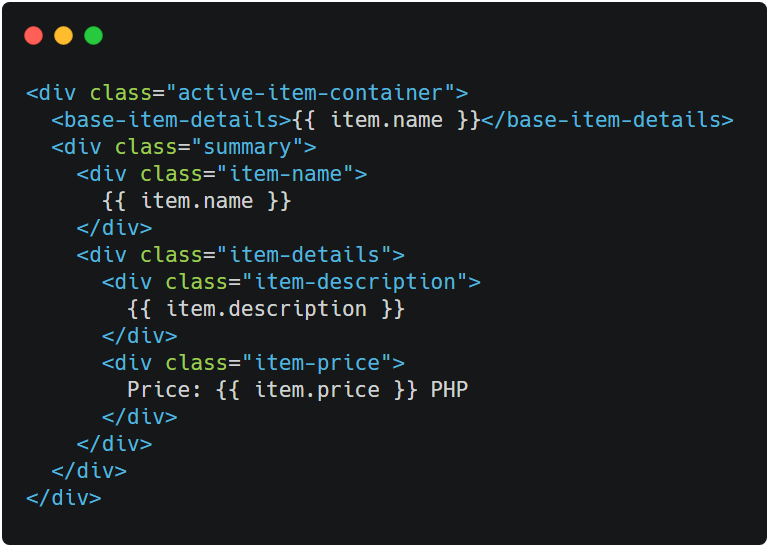 <div class="active-item-container">
  <base-item-details>{{ item.name }}</base-item-details>
  <div class="summary">
    <div class="item-name">
      {{ item.name }}
    </div>
    <div class="item-details">
      <div class="item-description">
        {{ item.description }}
      </div>
      <div class="item-price">
        Price: {{ item.price }} PHP
      </div>
    </div>
  </div>
</div>